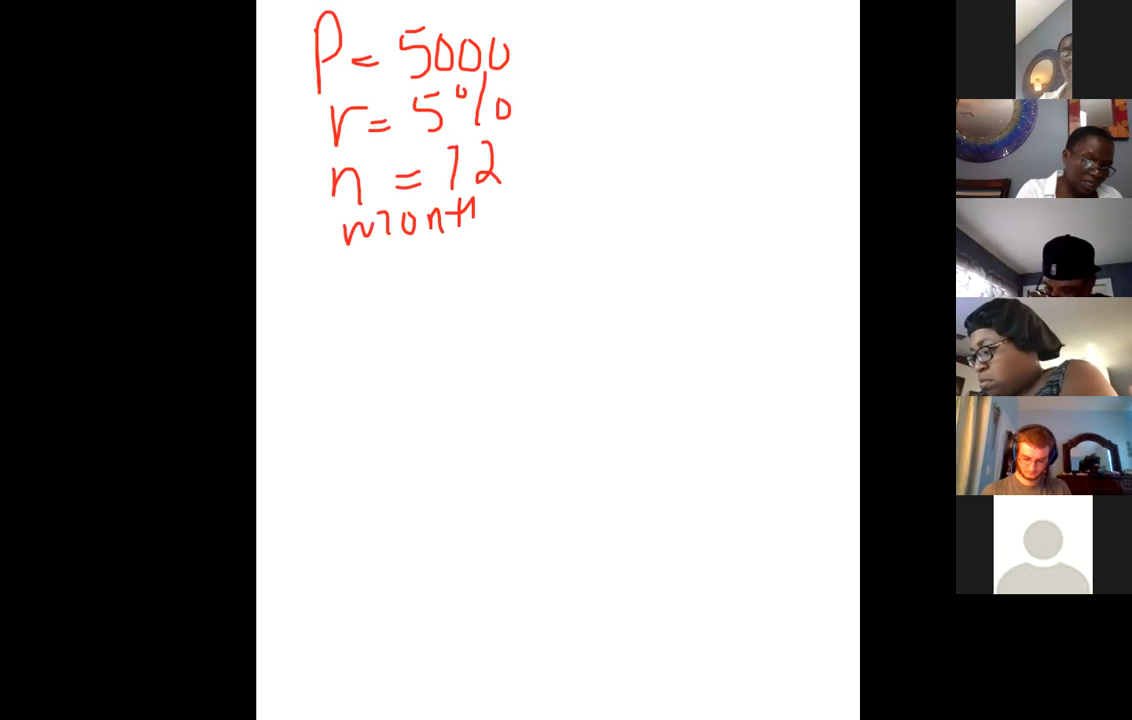 P = 5000
r = 5%
n = 12
month